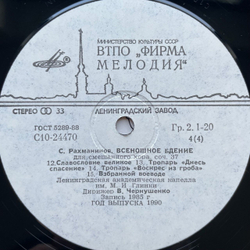 МИНИСТЕРСТВО КУЛЬТУРЫ СССР
ВТПО „ФИРМА
МЕЛОДИЯ"
СТЕРЕО 33 ЛЕНИНГРАДСКИЙ ЗАВОД
ГОСТ 5289-88 Гр. 2. 1-20
С10-24470 4(4)
С. Рахманинов. ВСЕНОЩНОЕ БДЕНИЕ
для смешанного хора, соч. 37
12. Славословие великое 13. Тропарь "Днесь
спасение" 14. Тропарь "Воскрес из гроба"
15. Взбранной воеводе
Ленинградская академическая капелла
им. М. И. Глинки
Дирижер В. Чернушенко
Запись 1985 г
ГОД ВЫПУСКА 1990